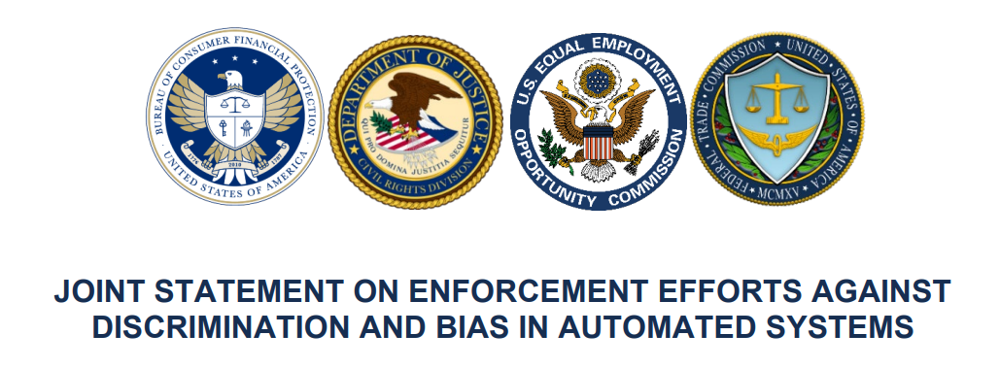 BUREAU OF CONSUMER FINANCIAL PROTECTION
1776 2010 1787
· UNITED STATES OF AMERICA ·
DEPARTMENT OF JUSTICE
QUI PRO DOMINA JUSTITIA SEQUITUR
★ CIVIL RIGHTS DIVISION ★
U.S. EQUAL EMPLOYMENT
OPPORTUNITY COMMISSION
FEDERAL · TRADE · COMMISSION ★ UNITED · STATES · OF · AMERICA
★ MCMXV ★
JOINT STATEMENT ON ENFORCEMENT EFFORTS AGAINST
DISCRIMINATION AND BIAS IN AUTOMATED SYSTEMS